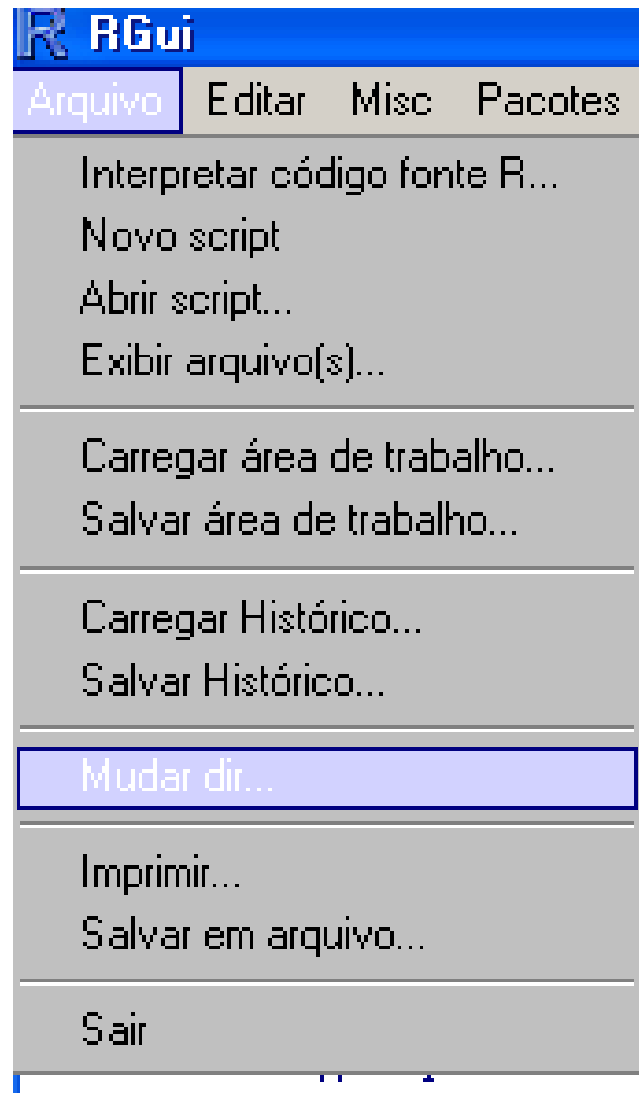 R RGui
Arquivo Editar Misc Pacotes
Interpretar código fonte R...
Novo script
Abrir script...
Exibir arquivo(s)...
Carregar área de trabalho...
Salvar área de trabalho...
Carregar Histórico...
Salvar Histórico...
Mudar dir...
Imprimir...
Salvar em arquivo...
Sair